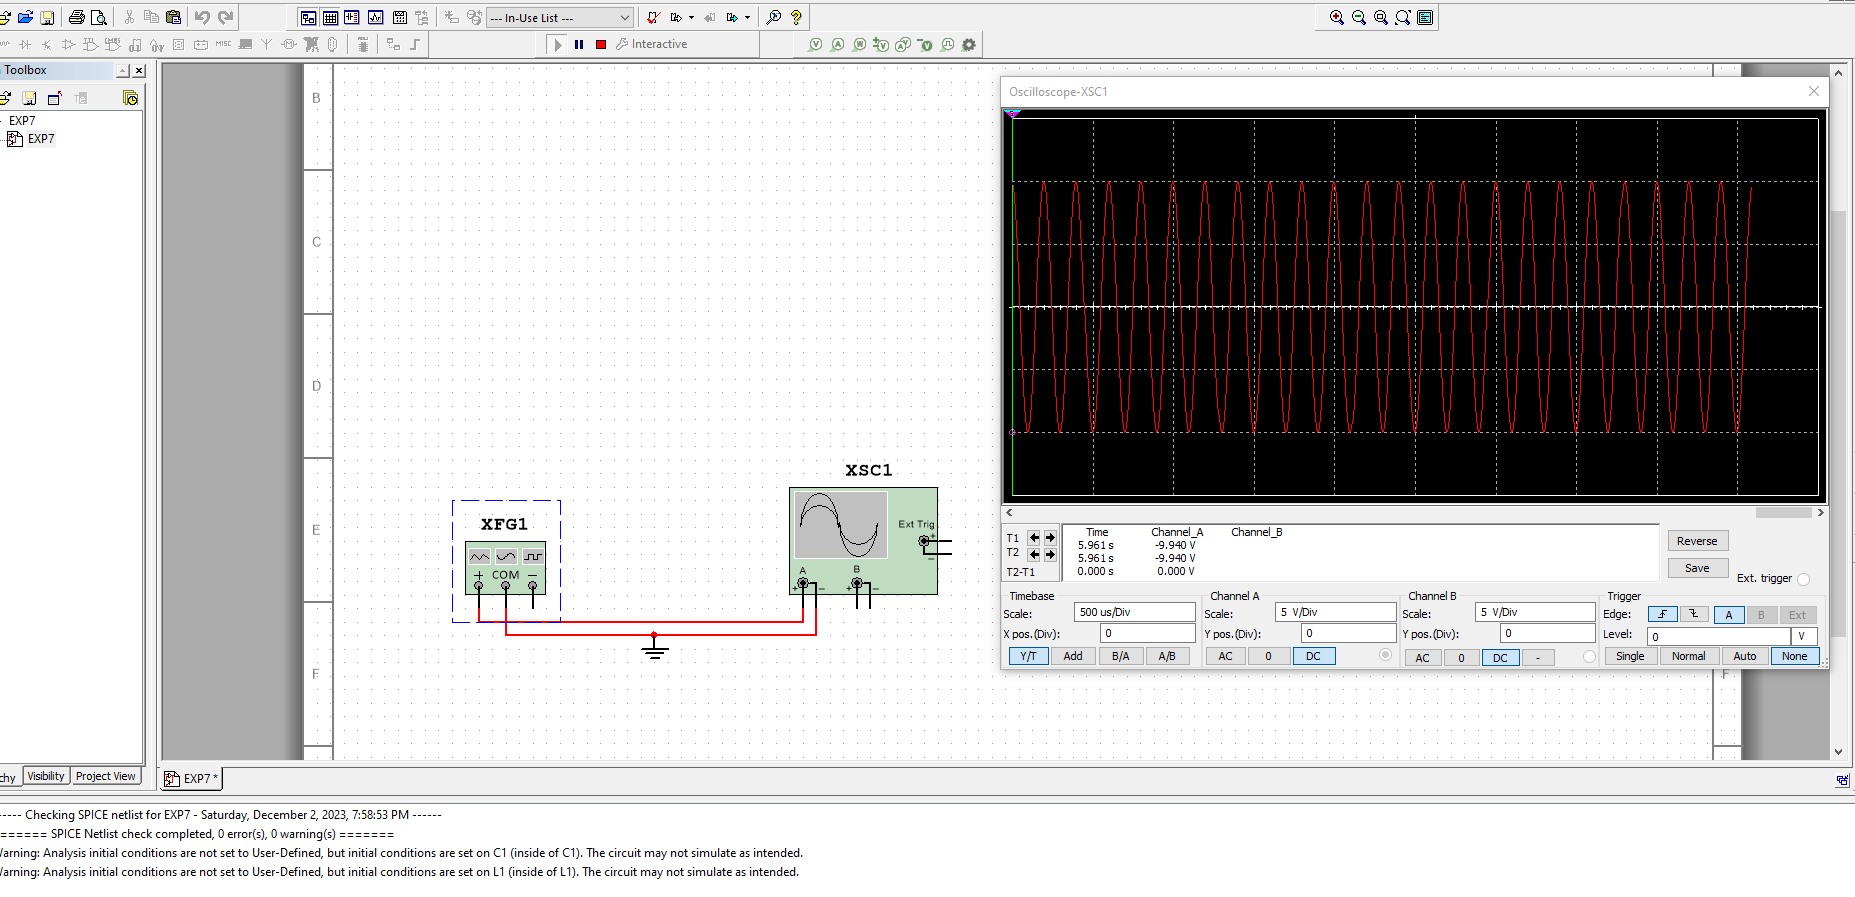 --- In-Use List ---
MISC
Interactive
Toolbox
EXP7
EXP7
B
C
D
E
F
XFG1
COM
+
–
XSC1
Ext Trig
+
–
A
B
+
–
+
–
Oscilloscope-XSC1
T1
T2
T2-T1
Time
Channel_A
Channel_B
5.961 s
-9.940 V
5.961 s
-9.940 V
0.000 s
0.000 V
Reverse
Save
Ext. trigger
Timebase
Scale:
500 us/Div
X pos.(Div):
0
Y/T
Add
B/A
A/B
Channel A
Scale:
5 V/Div
Y pos.(Div):
0
AC
0
DC
Channel B
Scale:
5 V/Div
Y pos.(Div):
0
AC
0
DC
-
Trigger
Edge:
A
B
Ext
Level:
0
V
Single
Normal
Auto
None
F
chy
Visibility
Project View
EXP7 *
----- Checking SPICE netlist for EXP7 - Saturday, December 2, 2023, 7:58:53 PM ------
====== SPICE Netlist check completed, 0 error(s), 0 warning(s) =======
Warning: Analysis initial conditions are not set to User-Defined, but initial conditions are set on C1 (inside of C1). The circuit may not simulate as intended.
Warning: Analysis initial conditions are not set to User-Defined, but initial conditions are set on L1 (inside of L1). The circuit may not simulate as intended.